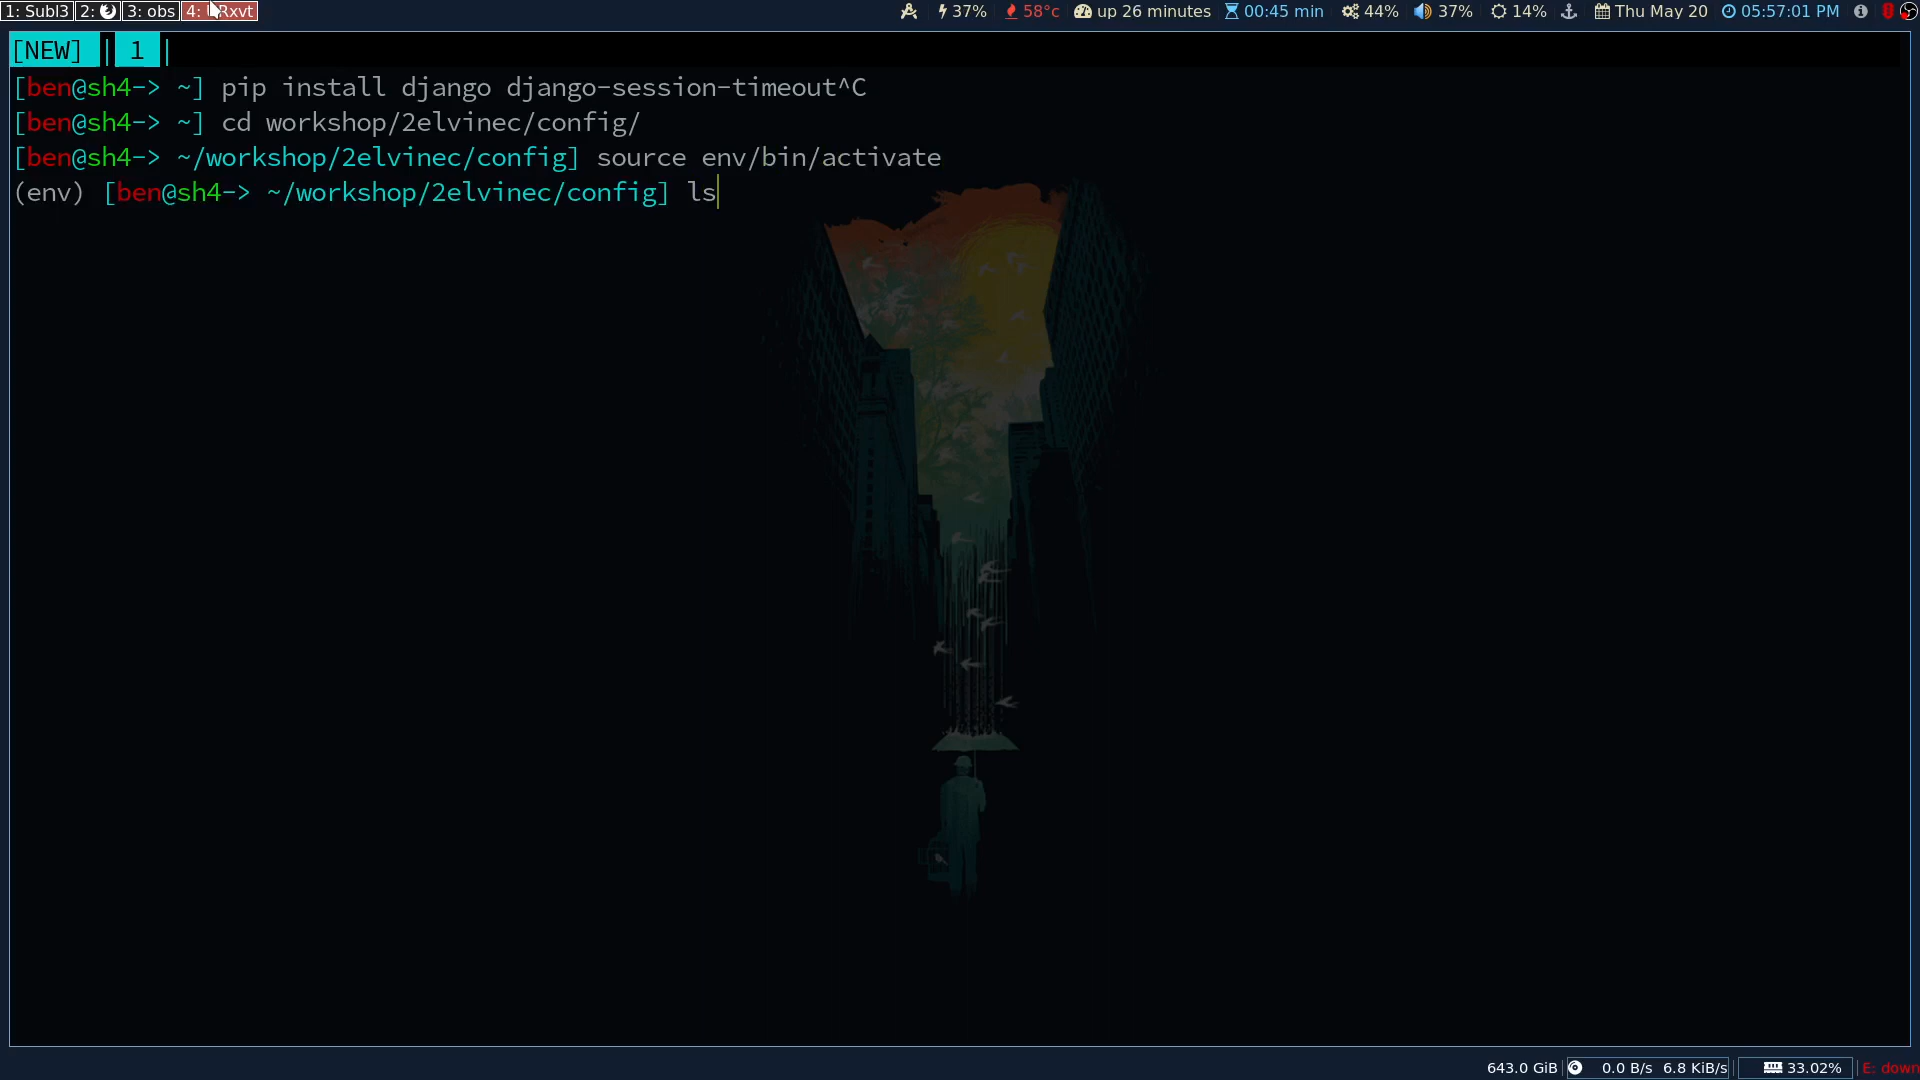 1: Subl3 2: 3: obs 4: Rxvt 37% 58°c up 26 minutes 00:45 min 44% 37% 14% Thu May 20 05:57:01 PM
[NEW] | 1 |
[ben@sh4-> ~] pip install django django-session-timeout^C
[ben@sh4-> ~] cd workshop/2elvinec/config/
[ben@sh4-> ~/workshop/2elvinec/config] source env/bin/activate
(env) [ben@sh4-> ~/workshop/2elvinec/config] ls
643.0 GiB 0.0 B/s 6.8 KiB/s 33.02% E: down